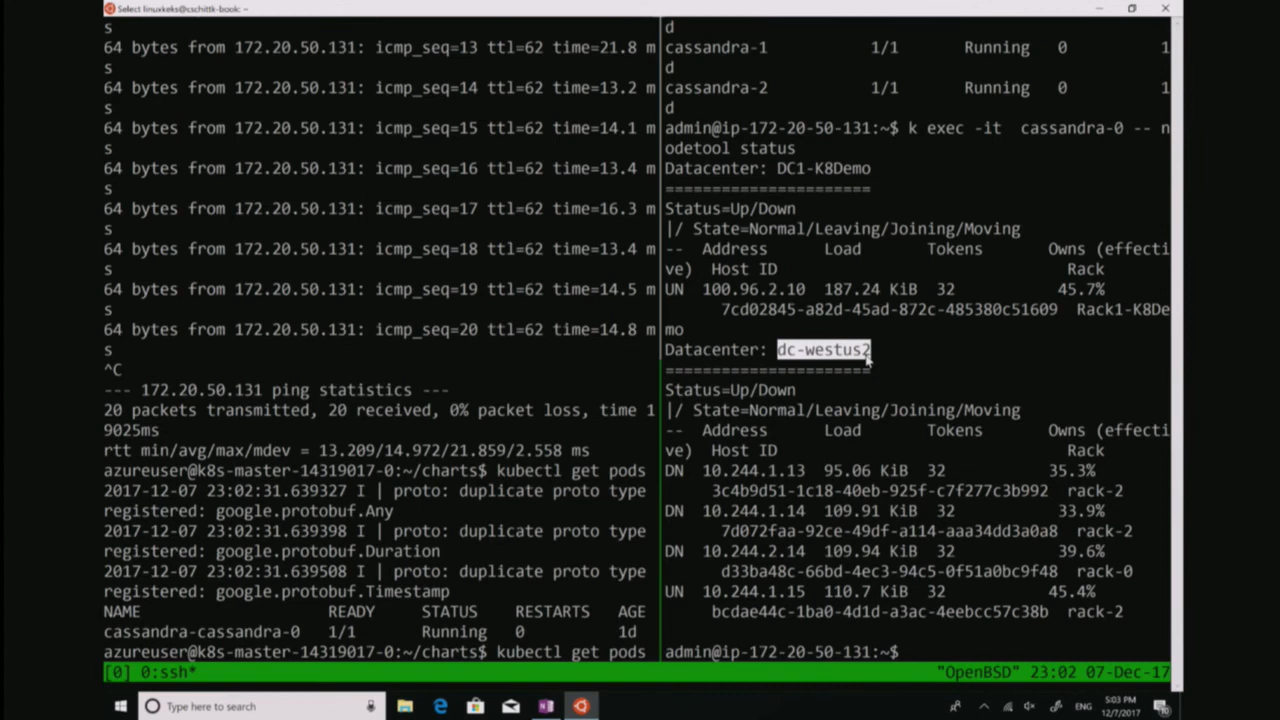 Select linuxkeks@cschittk-book: ~
s
64 bytes from 172.20.50.131: icmp_seq=13 ttl=62 time=21.8 m
s
64 bytes from 172.20.50.131: icmp_seq=14 ttl=62 time=13.2 m
s
64 bytes from 172.20.50.131: icmp_seq=15 ttl=62 time=14.1 m
s
64 bytes from 172.20.50.131: icmp_seq=16 ttl=62 time=13.4 m
s
64 bytes from 172.20.50.131: icmp_seq=17 ttl=62 time=16.3 m
s
64 bytes from 172.20.50.131: icmp_seq=18 ttl=62 time=13.4 m
s
64 bytes from 172.20.50.131: icmp_seq=19 ttl=62 time=14.5 m
s
64 bytes from 172.20.50.131: icmp_seq=20 ttl=62 time=14.8 m
s
^C
--- 172.20.50.131 ping statistics ---
20 packets transmitted, 20 received, 0% packet loss, time 1
9025ms
rtt min/avg/max/mdev = 13.209/14.972/21.859/2.558 ms
azureuser@k8s-master-14319017-0:~/charts$ kubectl get pods
2017-12-07 23:02:31.639327 I | proto: duplicate proto type
registered: google.protobuf.Any
2017-12-07 23:02:31.639398 I | proto: duplicate proto type
registered: google.protobuf.Duration
2017-12-07 23:02:31.639508 I | proto: duplicate proto type
registered: google.protobuf.Timestamp
NAME READY STATUS RESTARTS AGE
cassandra-cassandra-0 1/1 Running 0 1d
azureuser@k8s-master-14319017-0:~/charts$ kubectl get pods
d
cassandra-1 1/1 Running 0 1
d
cassandra-2 1/1 Running 0 1
d
admin@ip-172-20-50-131:~$ k exec -it cassandra-0 -- n
odetool status
Datacenter: DC1-K8Demo
======================
Status=Up/Down
|/ State=Normal/Leaving/Joining/Moving
-- Address Load Tokens Owns (effecti
ve) Host ID Rack
UN 100.96.2.10 187.24 KiB 32 45.7%
7cd02845-a82d-45ad-872c-485380c51609 Rack1-K8De
mo
Datacenter: dc-westus2
======================
Status=Up/Down
|/ State=Normal/Leaving/Joining/Moving
-- Address Load Tokens Owns (effecti
ve) Host ID Rack
DN 10.244.1.13 95.06 KiB 32 35.3%
3c4b9d51-1c18-40eb-925f-c7f277c3b992 rack-2
DN 10.244.1.14 109.91 KiB 32 33.9%
7d072faa-92ce-49df-a114-aaa34dd3a0a8 rack-2
DN 10.244.2.14 109.94 KiB 32 39.6%
d33ba48c-66bd-4ec3-94c5-0f51a0bc9f48 rack-0
UN 10.244.1.15 110.7 KiB 32 45.4%
bcdae44c-1ba0-4d1d-a3ac-4eebcc57c38b rack-2
admin@ip-172-20-50-131:~$
[0] 0:ssh* "OpenBSD" 23:02 07-Dec-17
Type here to search
ENG
5:03 PM
12/7/2017